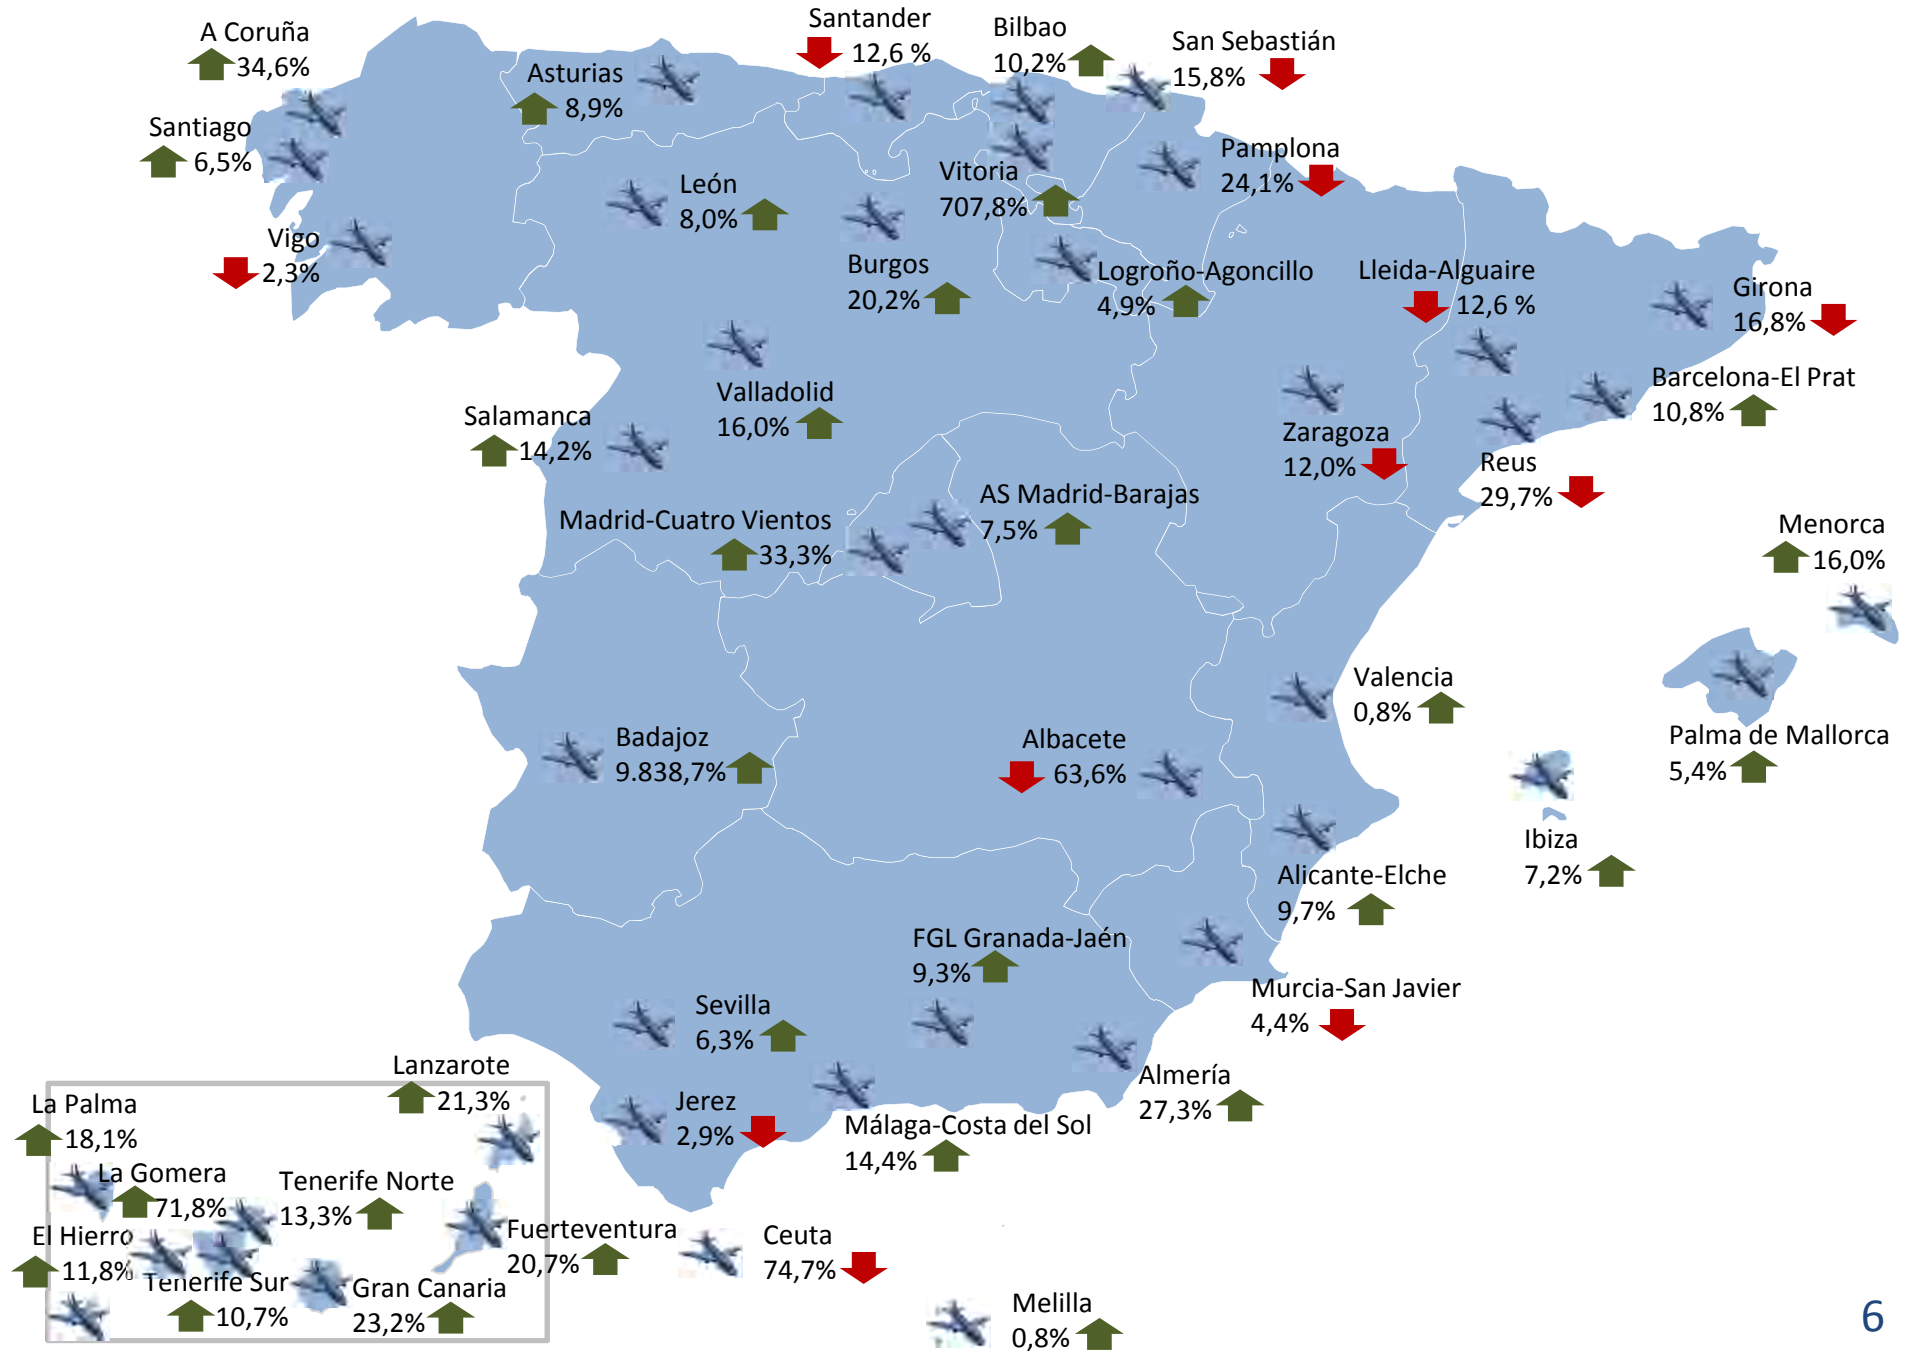 A Coruña
34,6%
Santander
12,6 %
Bilbao
10,2%
San Sebastián
15,8%
Asturias
8,9%
Santiago
6,5%
Pamplona
24,1%
León
8,0%
Vitoria
707,8%
Vigo
2,3%
Burgos
20,2%
Logroño-Agoncillo
4,9%
Lleida-Alguaire
12,6 %
Girona
16,8%
Valladolid
16,0%
Barcelona-El Prat
10,8%
Salamanca
14,2%
Zaragoza
12,0%
Reus
29,7%
AS Madrid-Barajas
7,5%
Madrid-Cuatro Vientos
33,3%
Menorca
16,0%
Valencia
0,8%
Palma de Mallorca
5,4%
Badajoz
9.838,7%
Albacete
63,6%
Ibiza
7,2%
Alicante-Elche
9,7%
FGL Granada-Jaén
9,3%
Murcia-San Javier
4,4%
Sevilla
6,3%
Lanzarote
21,3%
Almería
27,3%
La Palma
18,1%
Jerez
2,9%
Málaga-Costa del Sol
14,4%
La Gomera
71,8%
Tenerife Norte
13,3%
El Hierro
11,8%
Fuerteventura
20,7%
Ceuta
74,7%
Tenerife Sur
10,7%
Gran Canaria
23,2%
Melilla
0,8%
6